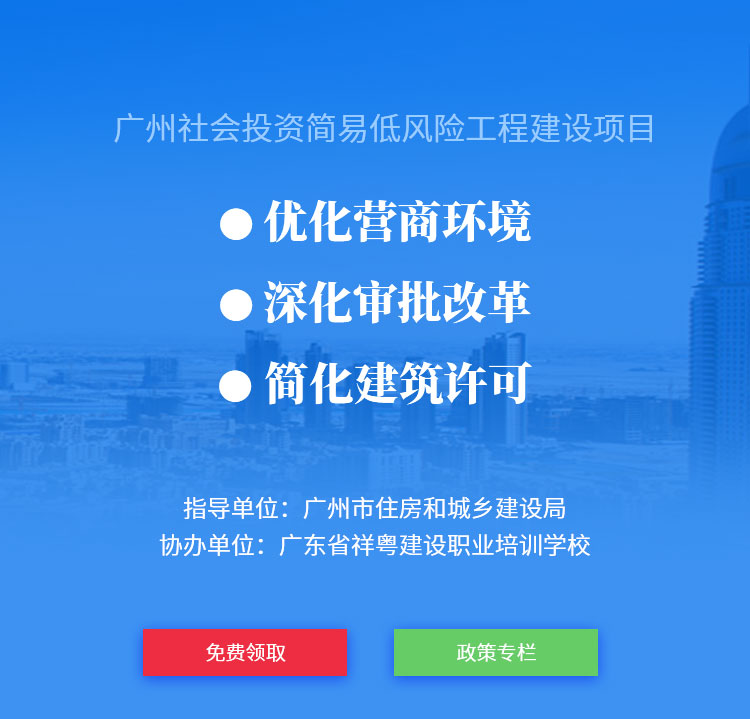 广州社会投资简易低风险工程建设项目
● 优化营商环境
● 深化审批改革
● 简化建筑许可
指导单位：广州市住房和城乡建设局
协办单位：广东省祥粤建设职业培训学校
免费领取
政策专栏